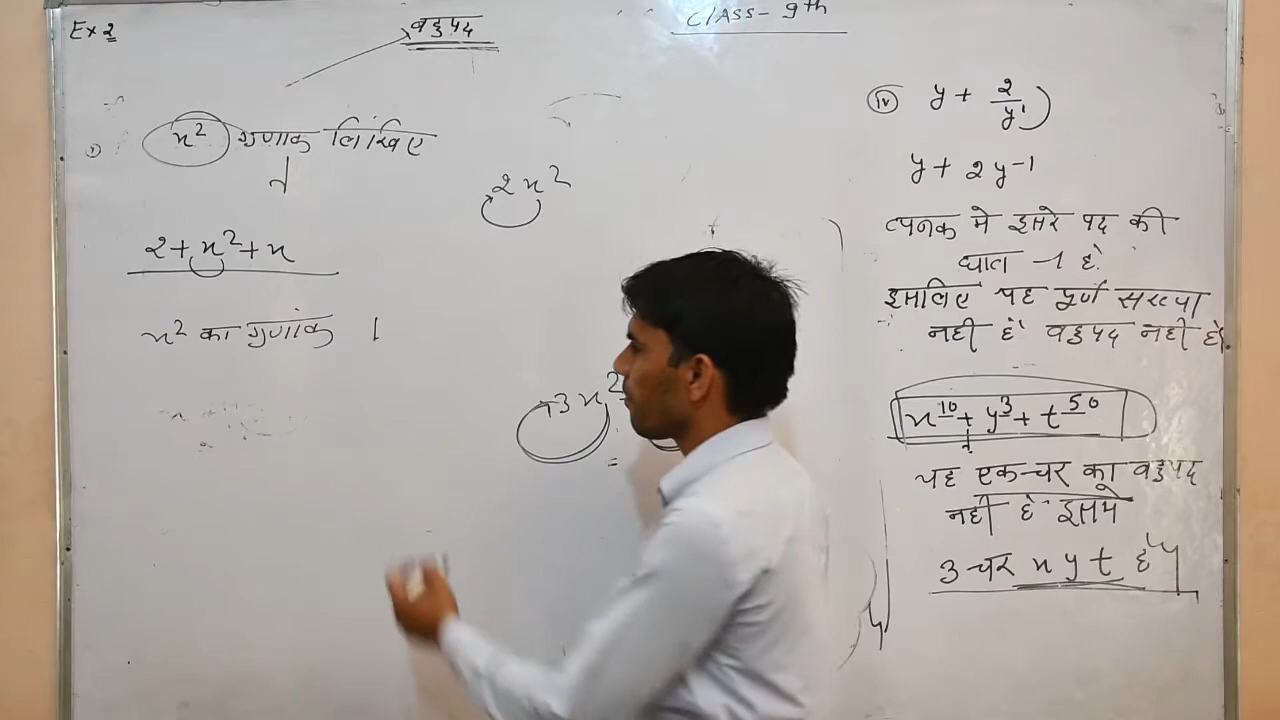 Ex 2
बहुपद
CLASS- 9th
(i) x² गुणांक लिखिए
2 + x² + x
x² का गुणांक 1
2x²
3x²
(iv) y + 2/y¹
y + 2y⁻¹
व्यंजक मे दूसरे पद की
घात -1 है.
इसलिए यह पूर्ण संख्या
नही है बहुपद नही है
x¹⁰ + y³ + t⁵⁰
यह एक-चर का बहुपद
नही है इसमे
3-चर x y t है